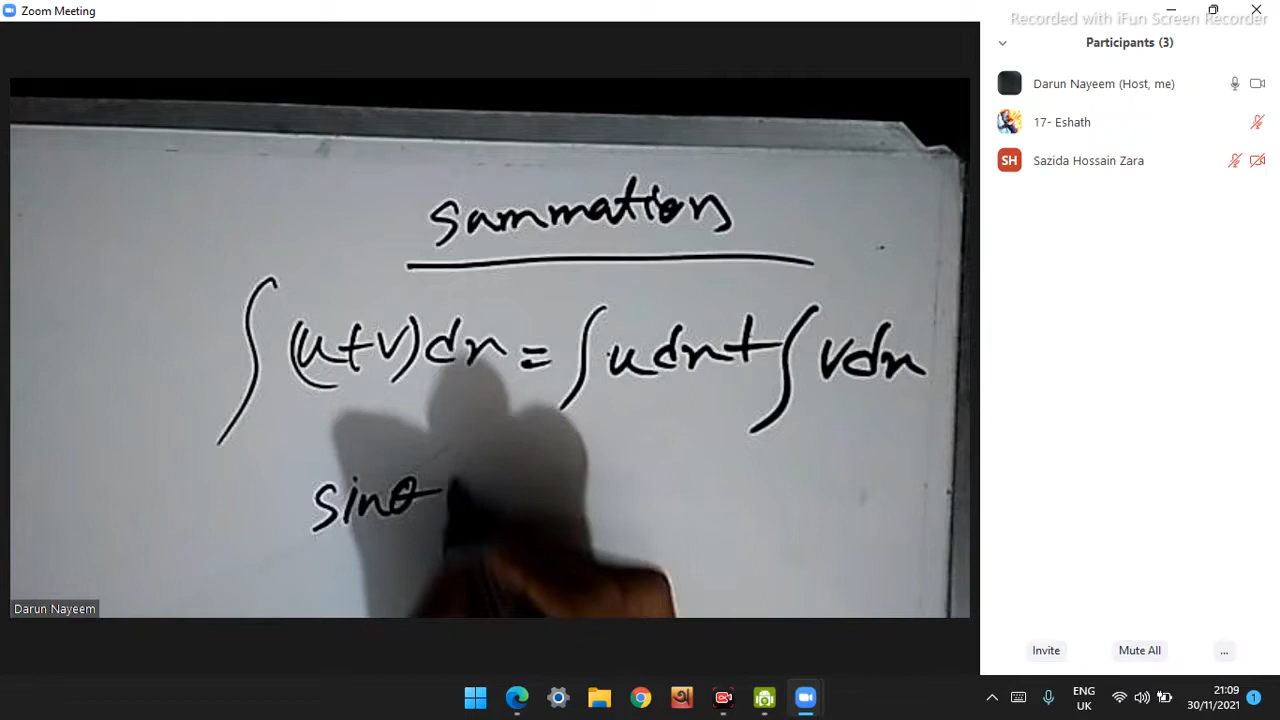 Zoom Meeting
Recorded with iFun Screen Recorder
Participants (3)
Darun Nayeem (Host, me)
17- Eshath
SH Sazida Hossain Zara
Sammation
∫(u+v)dx = ∫udx + ∫vdx
sinθ
Darun Nayeem
Invite Mute All ...
ENG
UK
21:09
30/11/2021
1